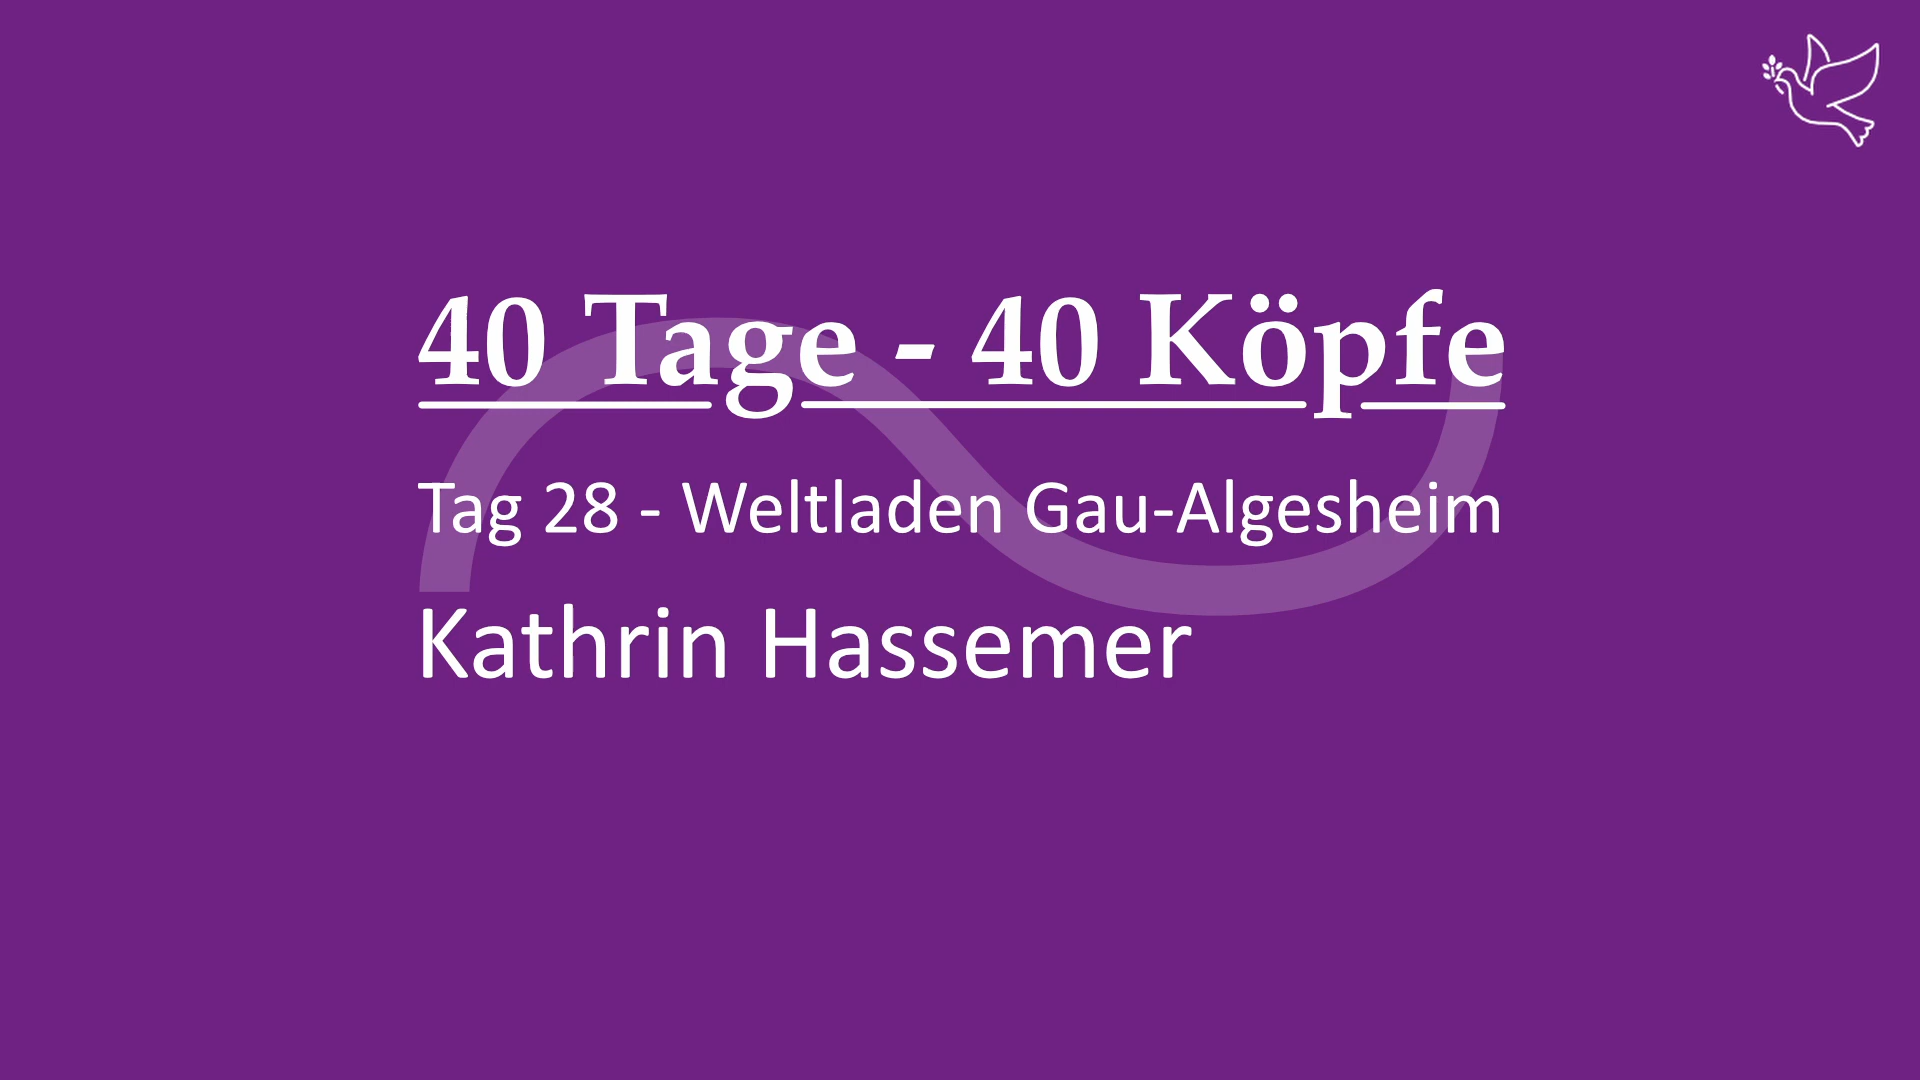 40 Tage - 40 Köpfe
Tag 28 - Weltladen Gau-Algesheim
Kathrin Hassemer